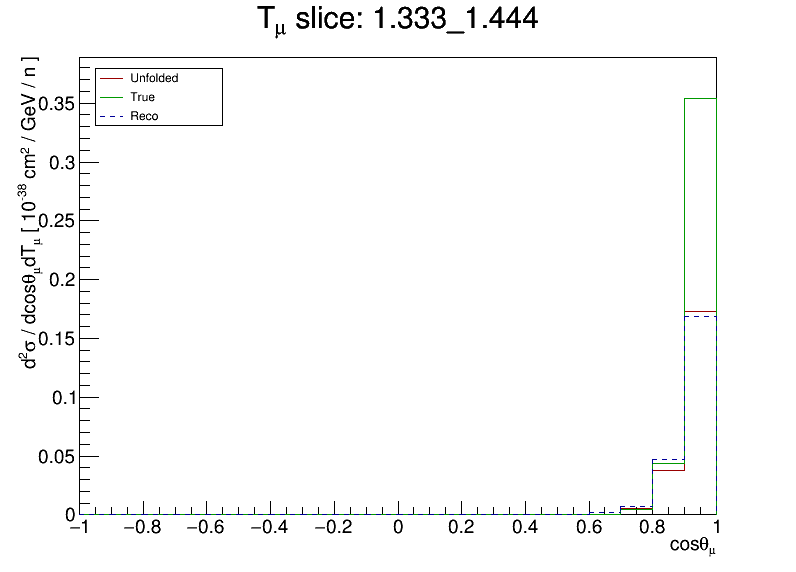 Tμ slice: 1.333_1.444
d²σ / dcosθμdTμ [ 10⁻³⁸ cm² / GeV / n ]
Unfolded
True
Reco
0.35
0.3
0.25
0.2
0.15
0.1
0.05
0
−1 −0.8 −0.6 −0.4 −0.2 0 0.2 0.4 0.6 0.8 1
cosθμ